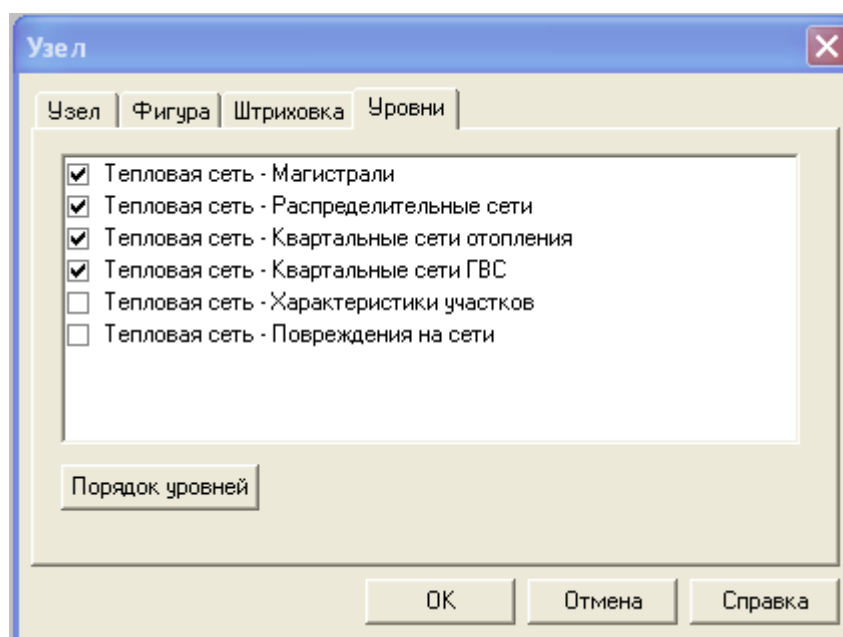 Узел
Узел Фигура Штриховка Уровни
Тепловая сеть - Магистрали
Тепловая сеть - Распределительные сети
Тепловая сеть - Квартальные сети отопления
Тепловая сеть - Квартальные сети ГВС
Тепловая сеть - Характеристики участков
Тепловая сеть - Повреждения на сети
Порядок уровней
OK Отмена Справка